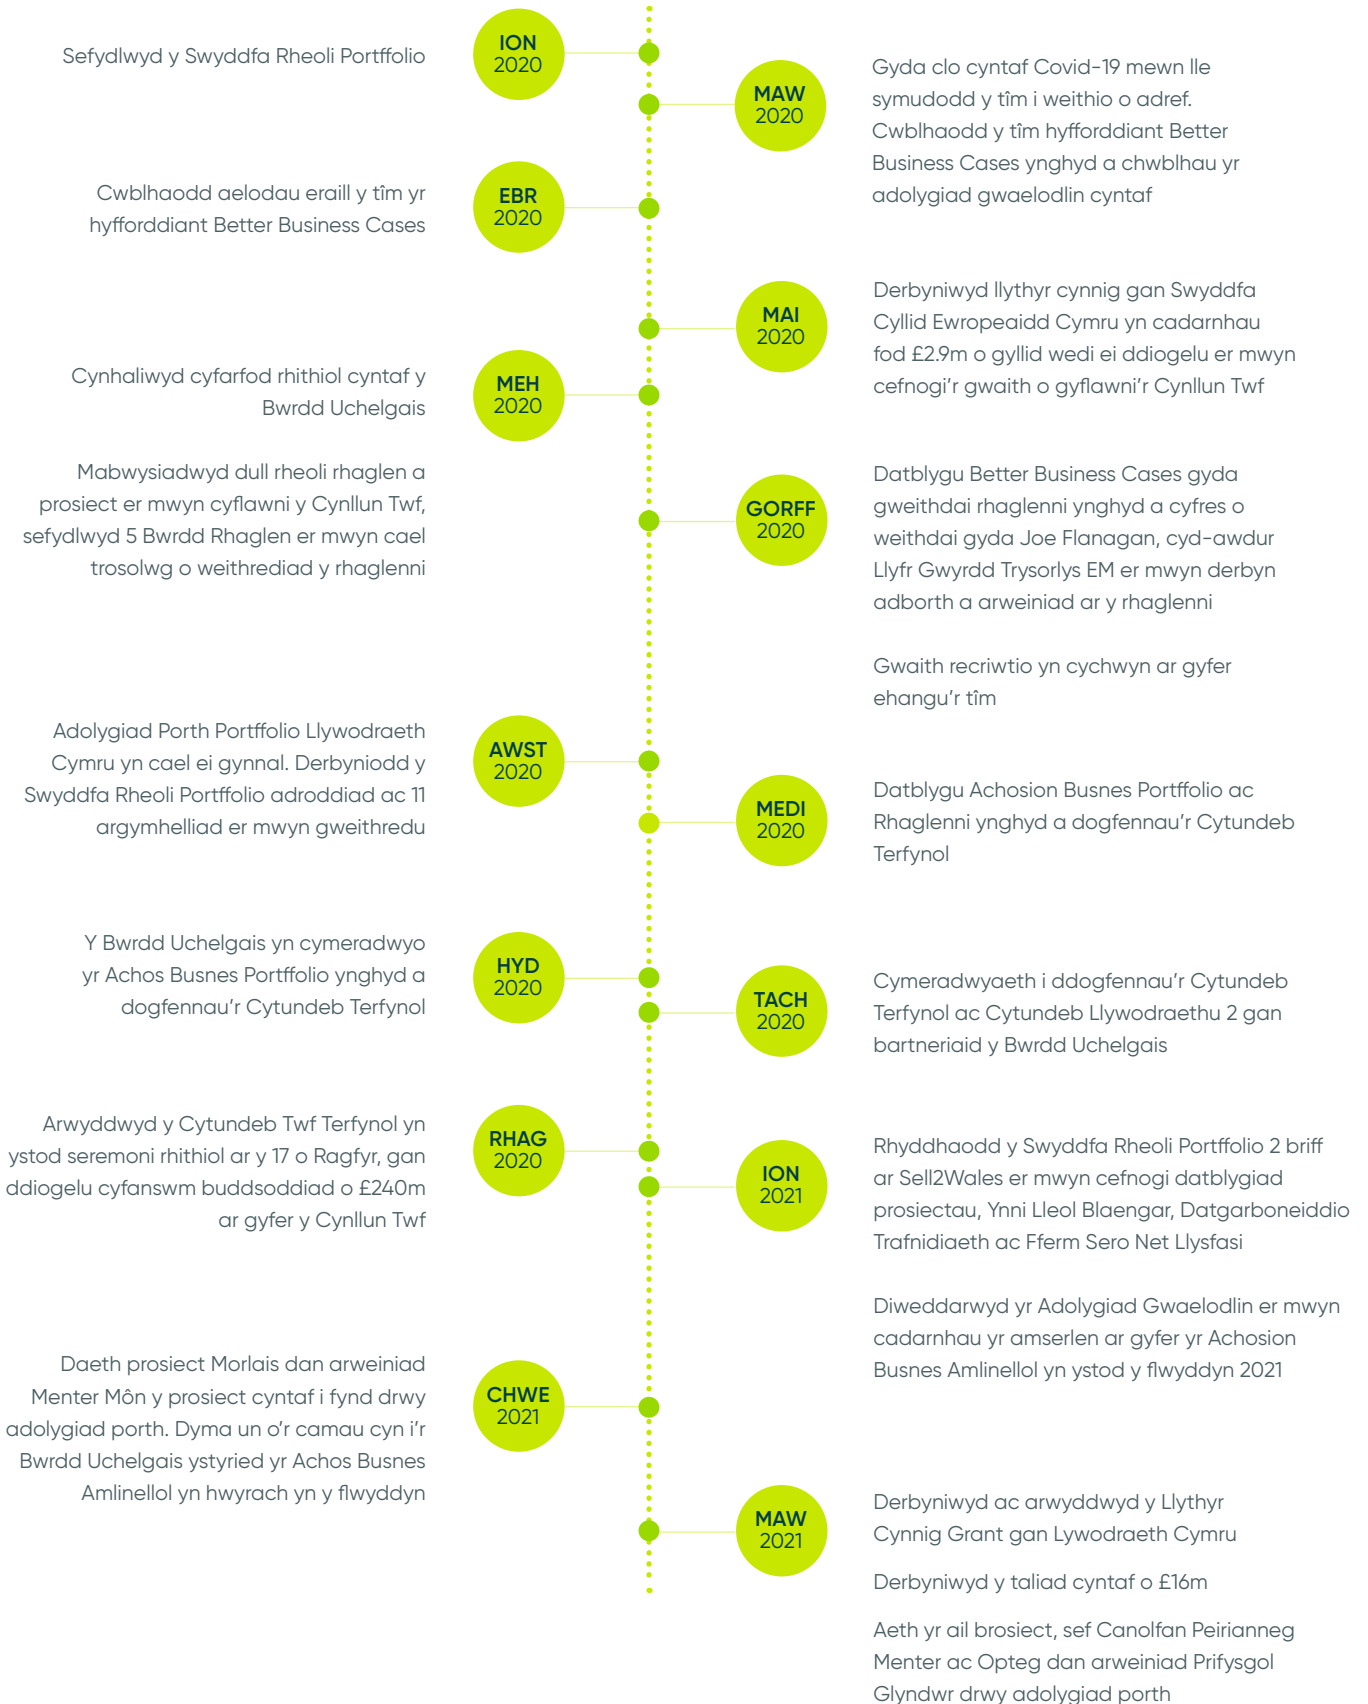 Sefydlwyd y Swyddfa Rheoli Portffolio
ION
2020
MAW
2020
Gyda clo cyntaf Covid-19 mewn lle
symudodd y tîm i weithio o adref.
Cwblhaodd y tîm hyfforddiant Better
Business Cases ynghyd a chwblhau yr
adolygiad gwaelodlin cyntaf
Cwblhaodd aelodau eraill y tîm yr
hyfforddiant Better Business Cases
EBR
2020
MAI
2020
Derbyniwyd llythyr cynnig gan Swyddfa
Cyllid Ewropeaidd Cymru yn cadarnhau
fod £2.9m o gyllid wedi ei ddiogelu er mwyn
cefnogi’r gwaith o gyflawni’r Cynllun Twf
Cynhaliwyd cyfarfod rhithiol cyntaf y
Bwrdd Uchelgais
MEH
2020
Mabwysiadwyd dull rheoli rhaglen a
prosiect er mwyn cyflawni y Cynllun Twf,
sefydlwyd 5 Bwrdd Rhaglen er mwyn cael
trosolwg o weithrediad y rhaglenni
GORFF
2020
Datblygu Better Business Cases gyda
gweithdai rhaglenni ynghyd a cyfres o
weithdai gyda Joe Flanagan, cyd-awdur
Llyfr Gwyrdd Trysorlys EM er mwyn derbyn
adborth a arweiniad ar y rhaglenni
Gwaith recriwtio yn cychwyn ar gyfer
ehangu’r tîm
Adolygiad Porth Portffolio Llywodraeth
Cymru yn cael ei gynnal. Derbyniodd y
Swyddfa Rheoli Portffolio adroddiad ac 11
argymhelliad er mwyn gweithredu
AWST
2020
MEDI
2020
Datblygu Achosion Busnes Portffolio ac
Rhaglenni ynghyd a dogfennau’r Cytundeb
Terfynol
Y Bwrdd Uchelgais yn cymeradwyo
yr Achos Busnes Portffolio ynghyd a
dogfennau’r Cytundeb Terfynol
HYD
2020
TACH
2020
Cymeradwyaeth i ddogfennau’r Cytundeb
Terfynol ac Cytundeb Llywodraethu 2 gan
bartneriaid y Bwrdd Uchelgais
Arwyddwyd y Cytundeb Twf Terfynol yn
ystod seremoni rhithiol ar y 17 o Ragfyr, gan
ddiogelu cyfanswm buddsoddiad o £240m
ar gyfer y Cynllun Twf
RHAG
2020
ION
2021
Rhyddhaodd y Swyddfa Rheoli Portffolio 2 briff
ar Sell2Wales er mwyn cefnogi datblygiad
prosiectau, Ynni Lleol Blaengar, Datgarboneiddio
Trafnidiaeth ac Fferm Sero Net Llysfasi
Diweddarwyd yr Adolygiad Gwaelodlin er mwyn
cadarnhau yr amserlen ar gyfer yr Achosion
Busnes Amlinellol yn ystod y flwyddyn 2021
Daeth prosiect Morlais dan arweiniad
Menter Môn y prosiect cyntaf i fynd drwy
adolygiad porth. Dyma un o’r camau cyn i’r
Bwrdd Uchelgais ystyried yr Achos Busnes
Amlinellol yn hwyrach yn y flwyddyn
CHWE
2021
MAW
2021
Derbyniwyd ac arwyddwyd y Llythyr
Cynnig Grant gan Lywodraeth Cymru
Derbyniwyd y taliad cyntaf o £16m
Aeth yr ail brosiect, sef Canolfan Peirianneg
Menter ac Opteg dan arweiniad Prifysgol
Glyndwr drwy adolygiad porth